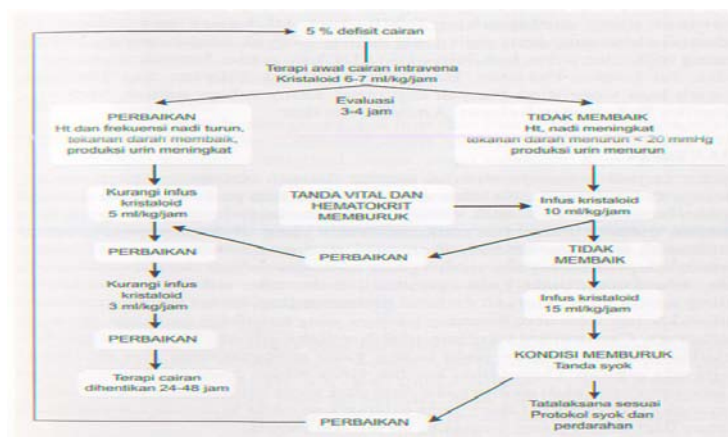 5 % defisit cairan
Terapi awal cairan intravena
Kristaloid 6-7 ml/kg/jam
Evaluasi
3-4 jam
PERBAIKAN
Ht dan frekuensi nadi turun,
tekanan darah membaik,
produksi urin meningkat
TIDAK MEMBAIK
Ht, nadi meningkat
tekanan darah menurun < 20 mmHg
produksi urin menurun
Kurangi infus
kristaloid
5 ml/kg/jam
TANDA VITAL DAN
HEMATOKRIT
MEMBURUK
Infus kristaloid
10 ml/kg/jam
PERBAIKAN
PERBAIKAN
TIDAK
MEMBAIK
Kurangi infus
kristaloid
3 ml/kg/jam
Infus kristaloid
15 ml/kg/jam
PERBAIKAN
KONDISI MEMBURUK
Tanda syok
Terapi cairan
dihentikan 24-48 jam
PERBAIKAN
Tatalaksana sesuai
Protokol syok dan
perdarahan